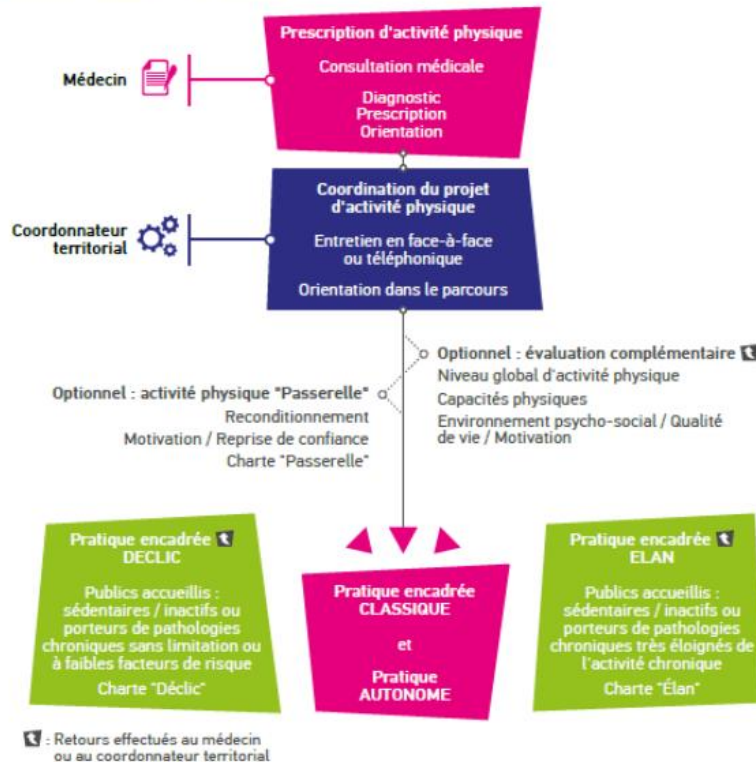 Prescription d'activité physique
Consultation médicale
Diagnostic
Prescription
Orientation
Médecin
Coordination du projet
d'activité physique
Entretien en face-à-face
ou téléphonique
Orientation dans le parcours
Coordonnateur
territorial
Optionnel : évaluation complémentaire
Niveau global d'activité physique
Capacités physiques
Environnement psycho-social / Qualité
de vie / Motivation
Optionnel : activité physique "Passerelle"
Reconditionnement
Motivation / Reprise de confiance
Charte "Passerelle"
Pratique encadrée
DECLIC
Publics accueillis :
sédentaires / inactifs ou
porteurs de pathologies
chroniques sans limitation ou
à faibles facteurs de risque
Charte "Déclic"
Pratique encadrée
CLASSIQUE
et
Pratique
AUTONOME
Pratique encadrée
ELAN
Publics accueillis :
sédentaires / inactifs ou
porteurs de pathologies
chroniques très éloignés de
l'activité chronique
Charte "Élan"
: Retours effectués au médecin
ou au coordonnateur territorial